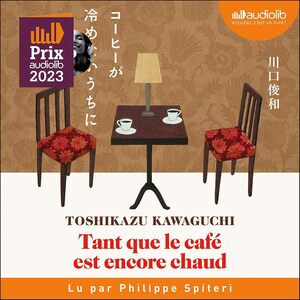 audiolib
écoutez, c'est un livre !
Prix
audiolib
2023
コーヒーが
冷めないうちに
川口俊和
TOSHIKAZU KAWAGUCHI
Tant que le café
est encore chaud
Lu par Philippe Spiteri